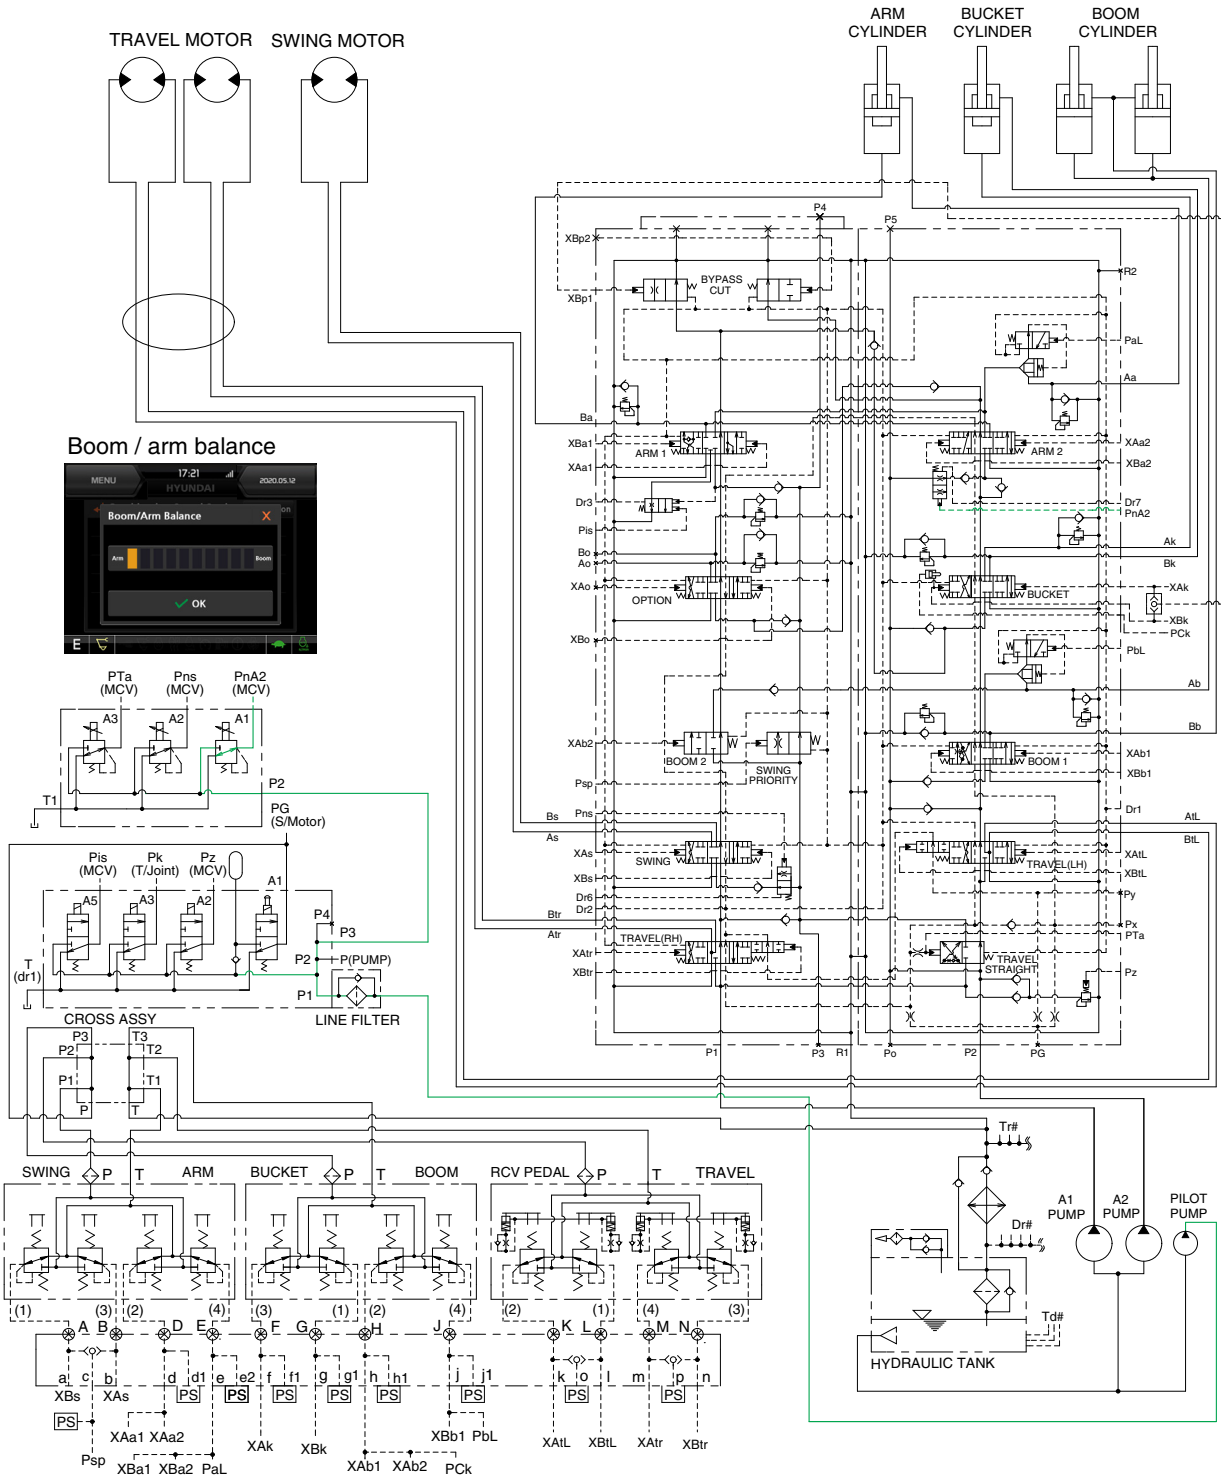 ARM
CYLINDER
BUCKET
CYLINDER
BOOM
CYLINDER
TRAVEL MOTOR
SWING MOTOR
P4
P5
XBp2
BYPASS
CUT
R2
XBp1
PaL
Aa
Ba
XBa1
ARM 1
XAa1
ARM 2
XAa2
XBa2
Dr3
Dr7
PnA2
Pis
Bo
Ao
Ak
Bk
XAo
OPTION
BUCKET
XAk
XBk
PCk
XBo
PbL
Ab
Bb
XAb2
BOOM 2
SWING
PRIORITY
BOOM 1
XAb1
XBb1
Psp
Pns
Dr1
Bs
As
AtL
BtL
XAs
SWING
TRAVEL(LH)
XAtL
XBs
XBtL
Dr6
Dr2
Py
Btr
Atr
TRAVEL(RH)
Px
PTa
XAtr
XBtr
TRAVEL
STRAIGHT
Pz
P1
P3
R1
Po
P2
PG
Boom / arm balance
MENU
17:21
HYUNDAI
2020.05.12
Boom/Arm Balance X
on
Arm
Boom
OK
E
PTa
(MCV)
Pns
(MCV)
PnA2
(MCV)
A3
A2
A1
P2
T1
PG
(S/Motor)
Pis
(MCV)
Pk
(T/Joint)
Pz
(MCV)
A1
A5
A3
A2
P4
P3
P2
P(PUMP)
T
(dr1)
P1
LINE FILTER
CROSS ASSY
P3
T3
P2
T2
P1
T1
P
T
SWING
P
T
ARM
BUCKET
P
T
BOOM
RCV PEDAL
P
T
TRAVEL
(1)
(3)
(2)
(4)
(3)
(1)
(2)
(4)
(2)
(1)
(4)
(3)
A B D E F G H J K L M N
a c b d d1 e e2 f f1 g g1 h h1 j j1 k o l m p n
XBs
XAs
PS
PS
PS
PS
PS
PS
PS
PS
PS
PS
Psp
XAa1
XAa2
XBa1
XBa2
PaL
XAk
XBk
XAb1
XAb2
PCk
XBb1
PbL
XAtL
XBtL
XAtr
XBtr
Tr#
Dr#
Td#
A1
PUMP
A2
PUMP
PILOT
PUMP
HYDRAULIC TANK